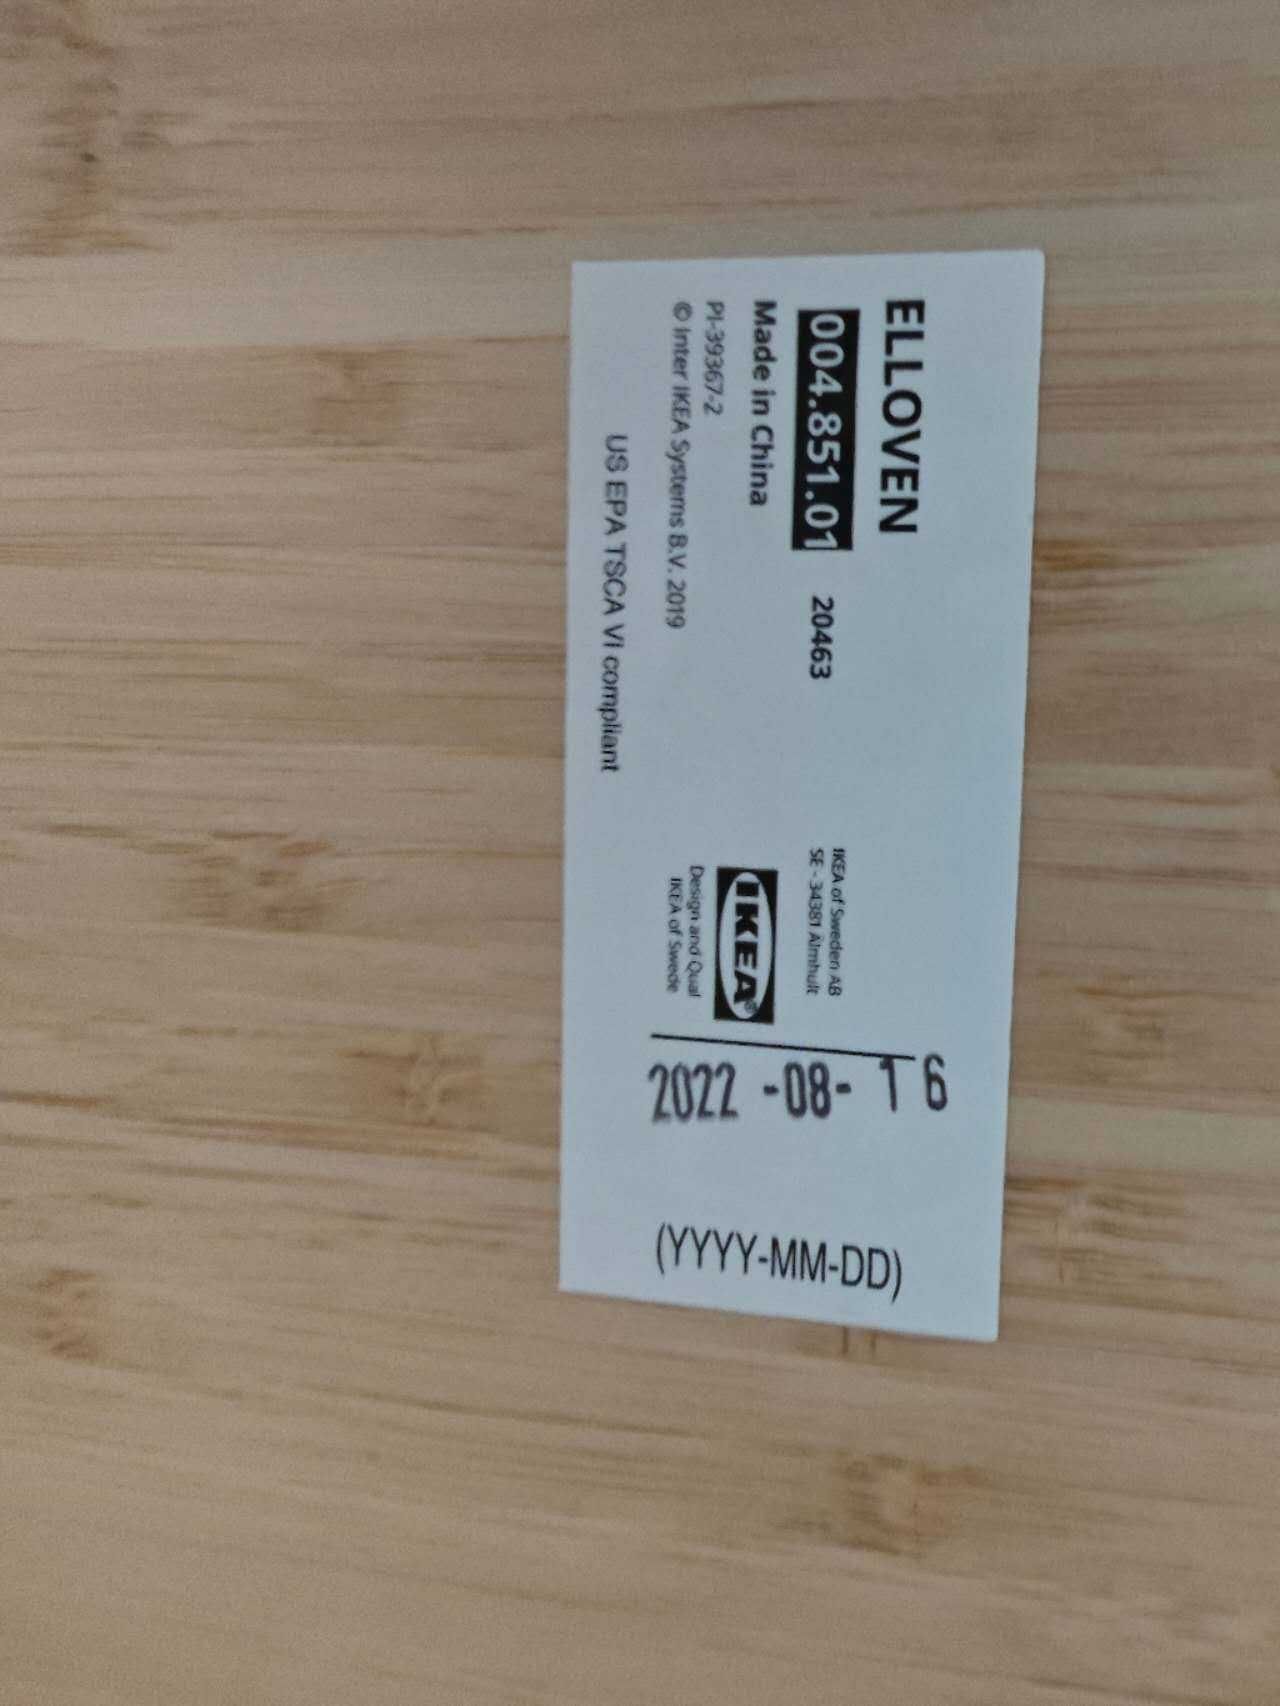 ELLOVEN
004.851.01 20463
Made in China
PI-39367-2
© Inter IKEA Systems B.V. 2019
US EPA TSCA VI compliant
IKEA of Sweden AB
SE - 34381 Älmhult
IKEA®
Design and Qual
IKEA of Swede
2022 -08- 16
(YYYY-MM-DD)